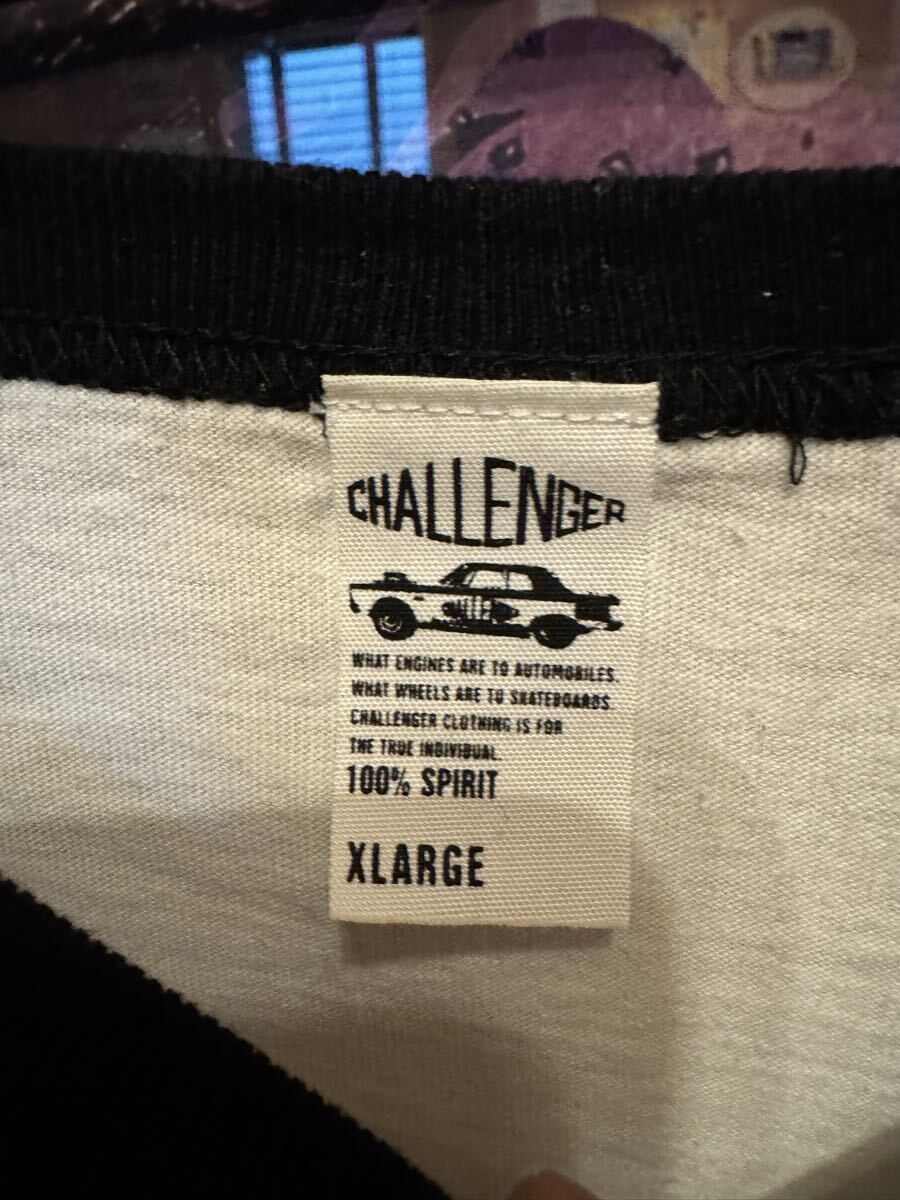 CHALLENGER
WHAT ENGINES ARE TO AUTOMOBILES.
WHAT WHEELS ARE TO SKATEBOARDS.
CHALLENGER CLOTHING IS FOR
THE TRUE INDIVIDUAL.
100% SPIRIT
XLARGE